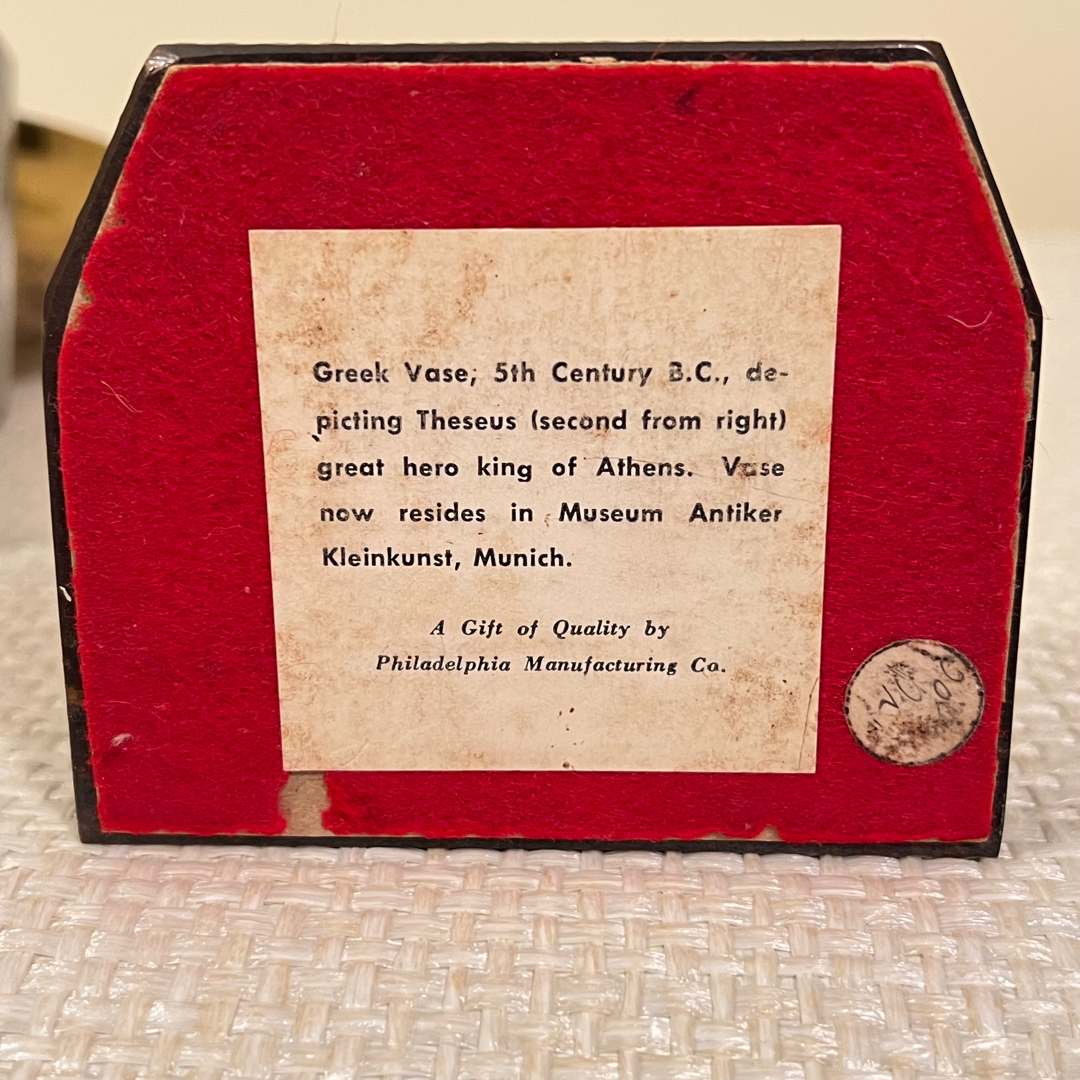 Greek Vase; 5th Century B.C., de-
picting Theseus (second from right)
great hero king of Athens. Vase
now resides in Museum Antiker
Kleinkunst, Munich.
A Gift of Quality by
Philadelphia Manufacturing Co.